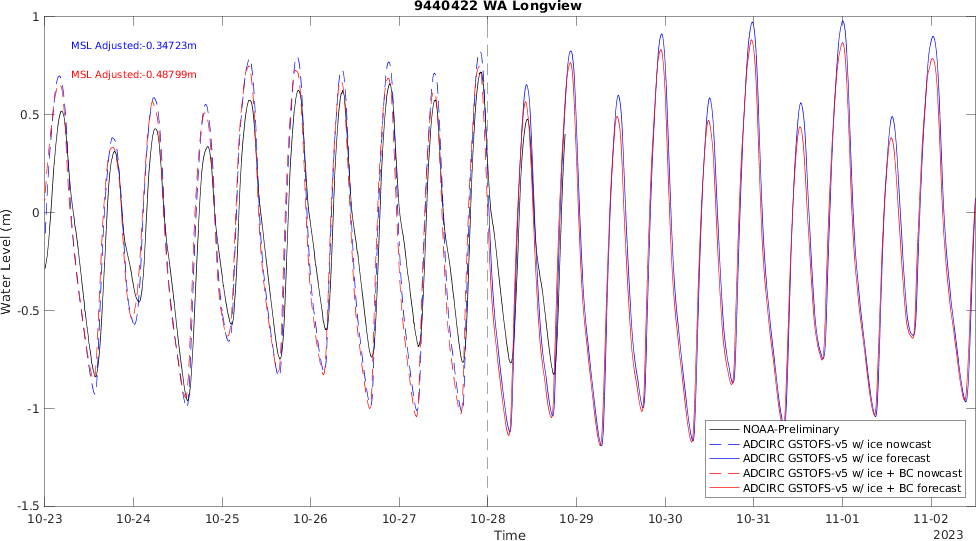 9440422 WA Longview
MSL Adjusted:-0.34723m
MSL Adjusted:-0.48799m
Water Level (m)
1
0.5
0
-0.5
-1
-1.5
NOAA-Preliminary
ADCIRC GSTOFS-v5 w/ ice nowcast
ADCIRC GSTOFS-v5 w/ ice forecast
ADCIRC GSTOFS-v5 w/ ice + BC nowcast
ADCIRC GSTOFS-v5 w/ ice + BC forecast
10-23 10-24 10-25 10-26 10-27 10-28 10-29 10-30 10-31 11-01 11-02
Time
2023